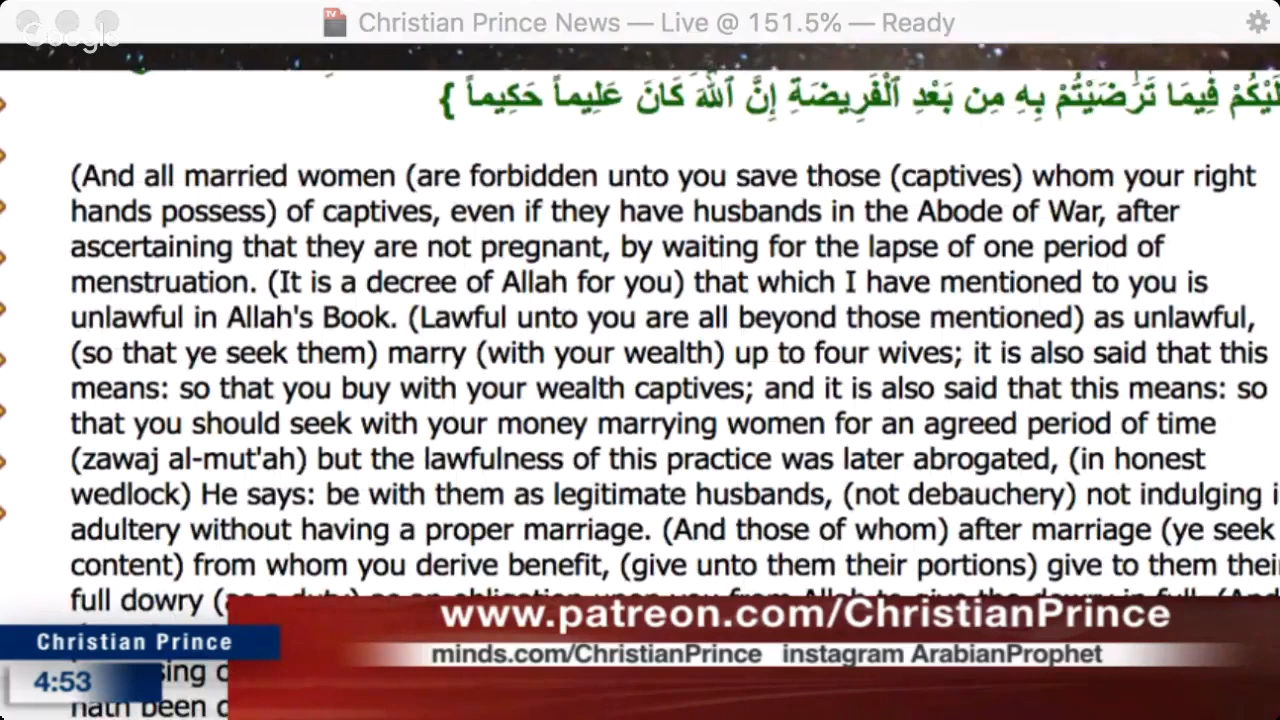 Google
Christian Prince News — Live @ 151.5% — Ready
فِيمَا تَرَٰضَيْتُمْ بِهِ مِن بَعْدِ ٱلْفَرِيضَةِ إِنَّ ٱللَّهَ كَانَ عَلِيماً حَكِيماً }
(And all married women (are forbidden unto you save those (captives) whom your right
hands possess) of captives, even if they have husbands in the Abode of War, after
ascertaining that they are not pregnant, by waiting for the lapse of one period of
menstruation. (It is a decree of Allah for you) that which I have mentioned to you is
unlawful in Allah's Book. (Lawful unto you are all beyond those mentioned) as unlawful,
(so that ye seek them) marry (with your wealth) up to four wives; it is also said that this
means: so that you buy with your wealth captives; and it is also said that this means: so
that you should seek with your money marrying women for an agreed period of time
(zawaj al-mut'ah) but the lawfulness of this practice was later abrogated, (in honest
wedlock) He says: be with them as legitimate husbands, (not debauchery) not indulging
adultery without having a proper marriage. (And those of whom) after marriage (ye seek
content) from whom you derive benefit, (give unto them their portions) give to them
full dowry
www.patreon.com/ChristianPrince
Christian Prince
minds.com/ChristianPrince instagram ArabianProphet
4:53
hath been